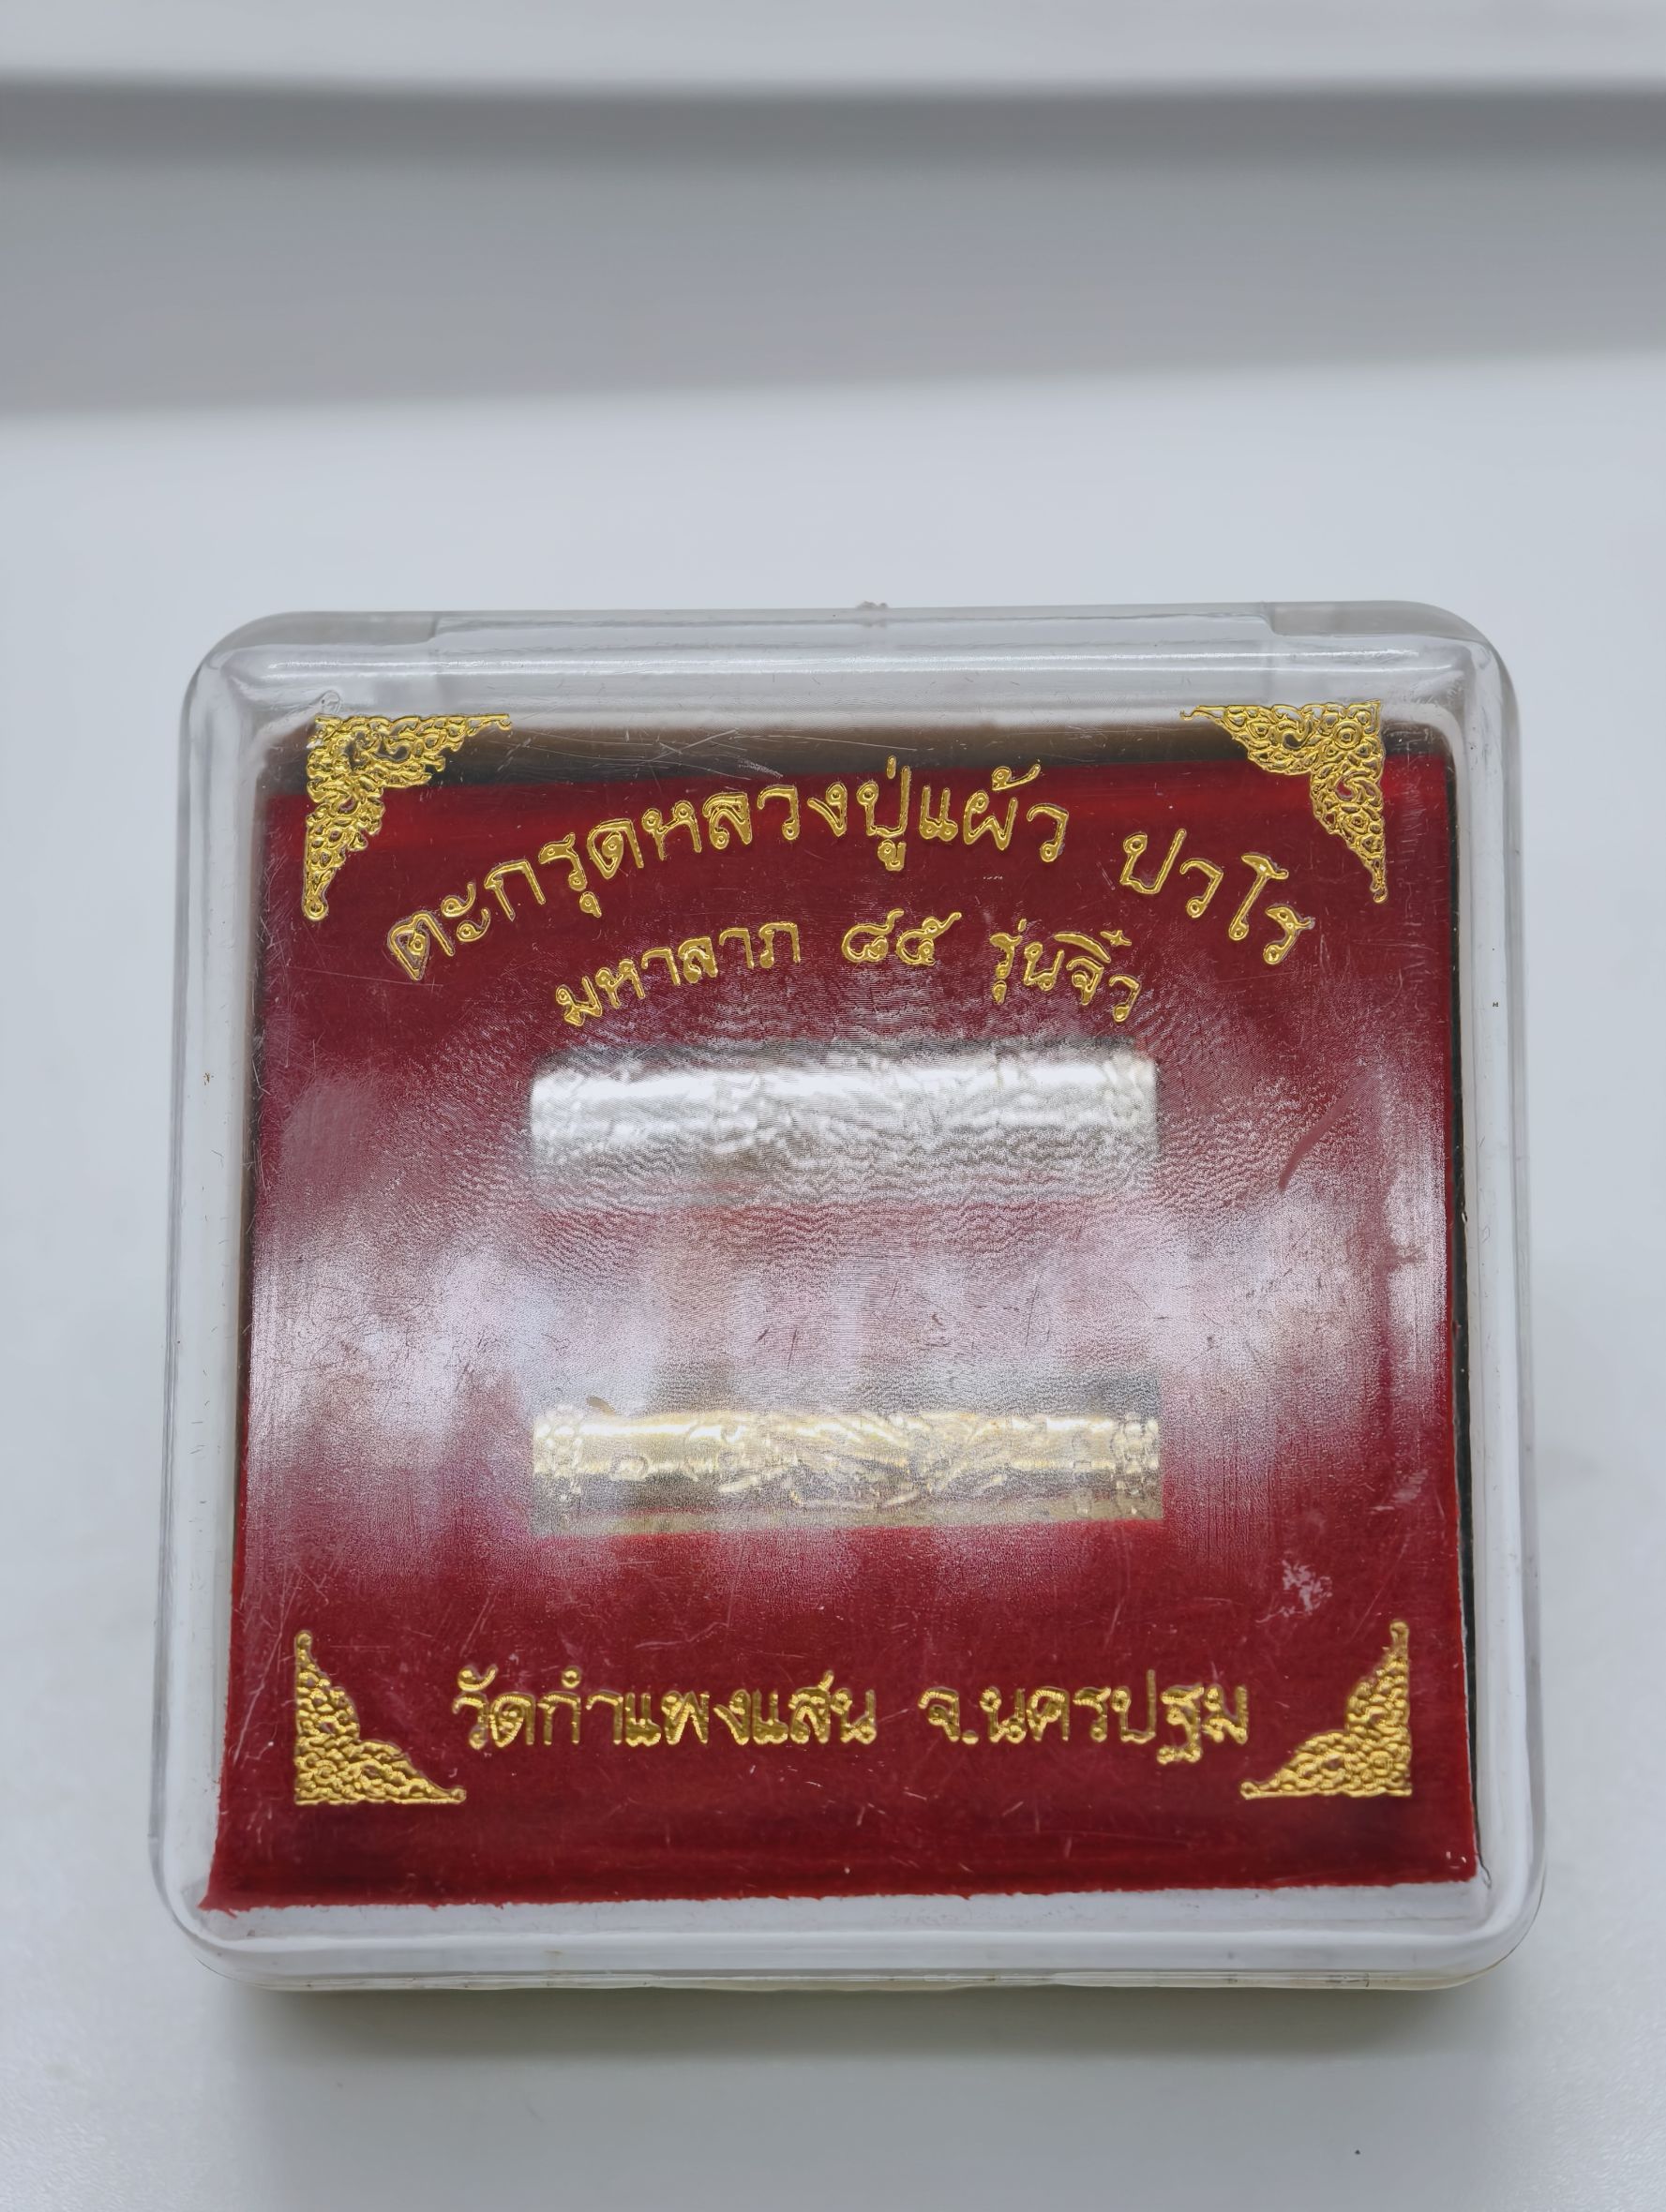 ตะกรุดหลวงปู่แผ้ว ปวโร
มหาลาภ ๘๕ รุ่นจิ๋ว
วัดกำแพงแสน จ.นครปฐม